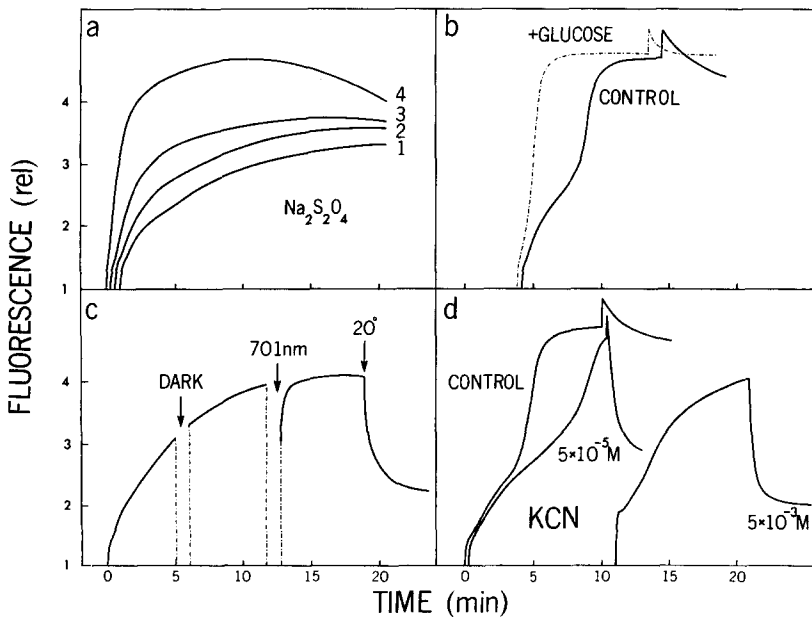 a
4
3
2
1
Na₂S₂O₄
4
3
2
1
b
+GLUCOSE
CONTROL
c
DARK
701nm
20°
4
3
2
1
0 5 10 15 20
d
CONTROL
5×10⁻⁵M
KCN
5×10⁻³M
0 5 10 15 20
FLUORESCENCE (rel)
TIME (min)